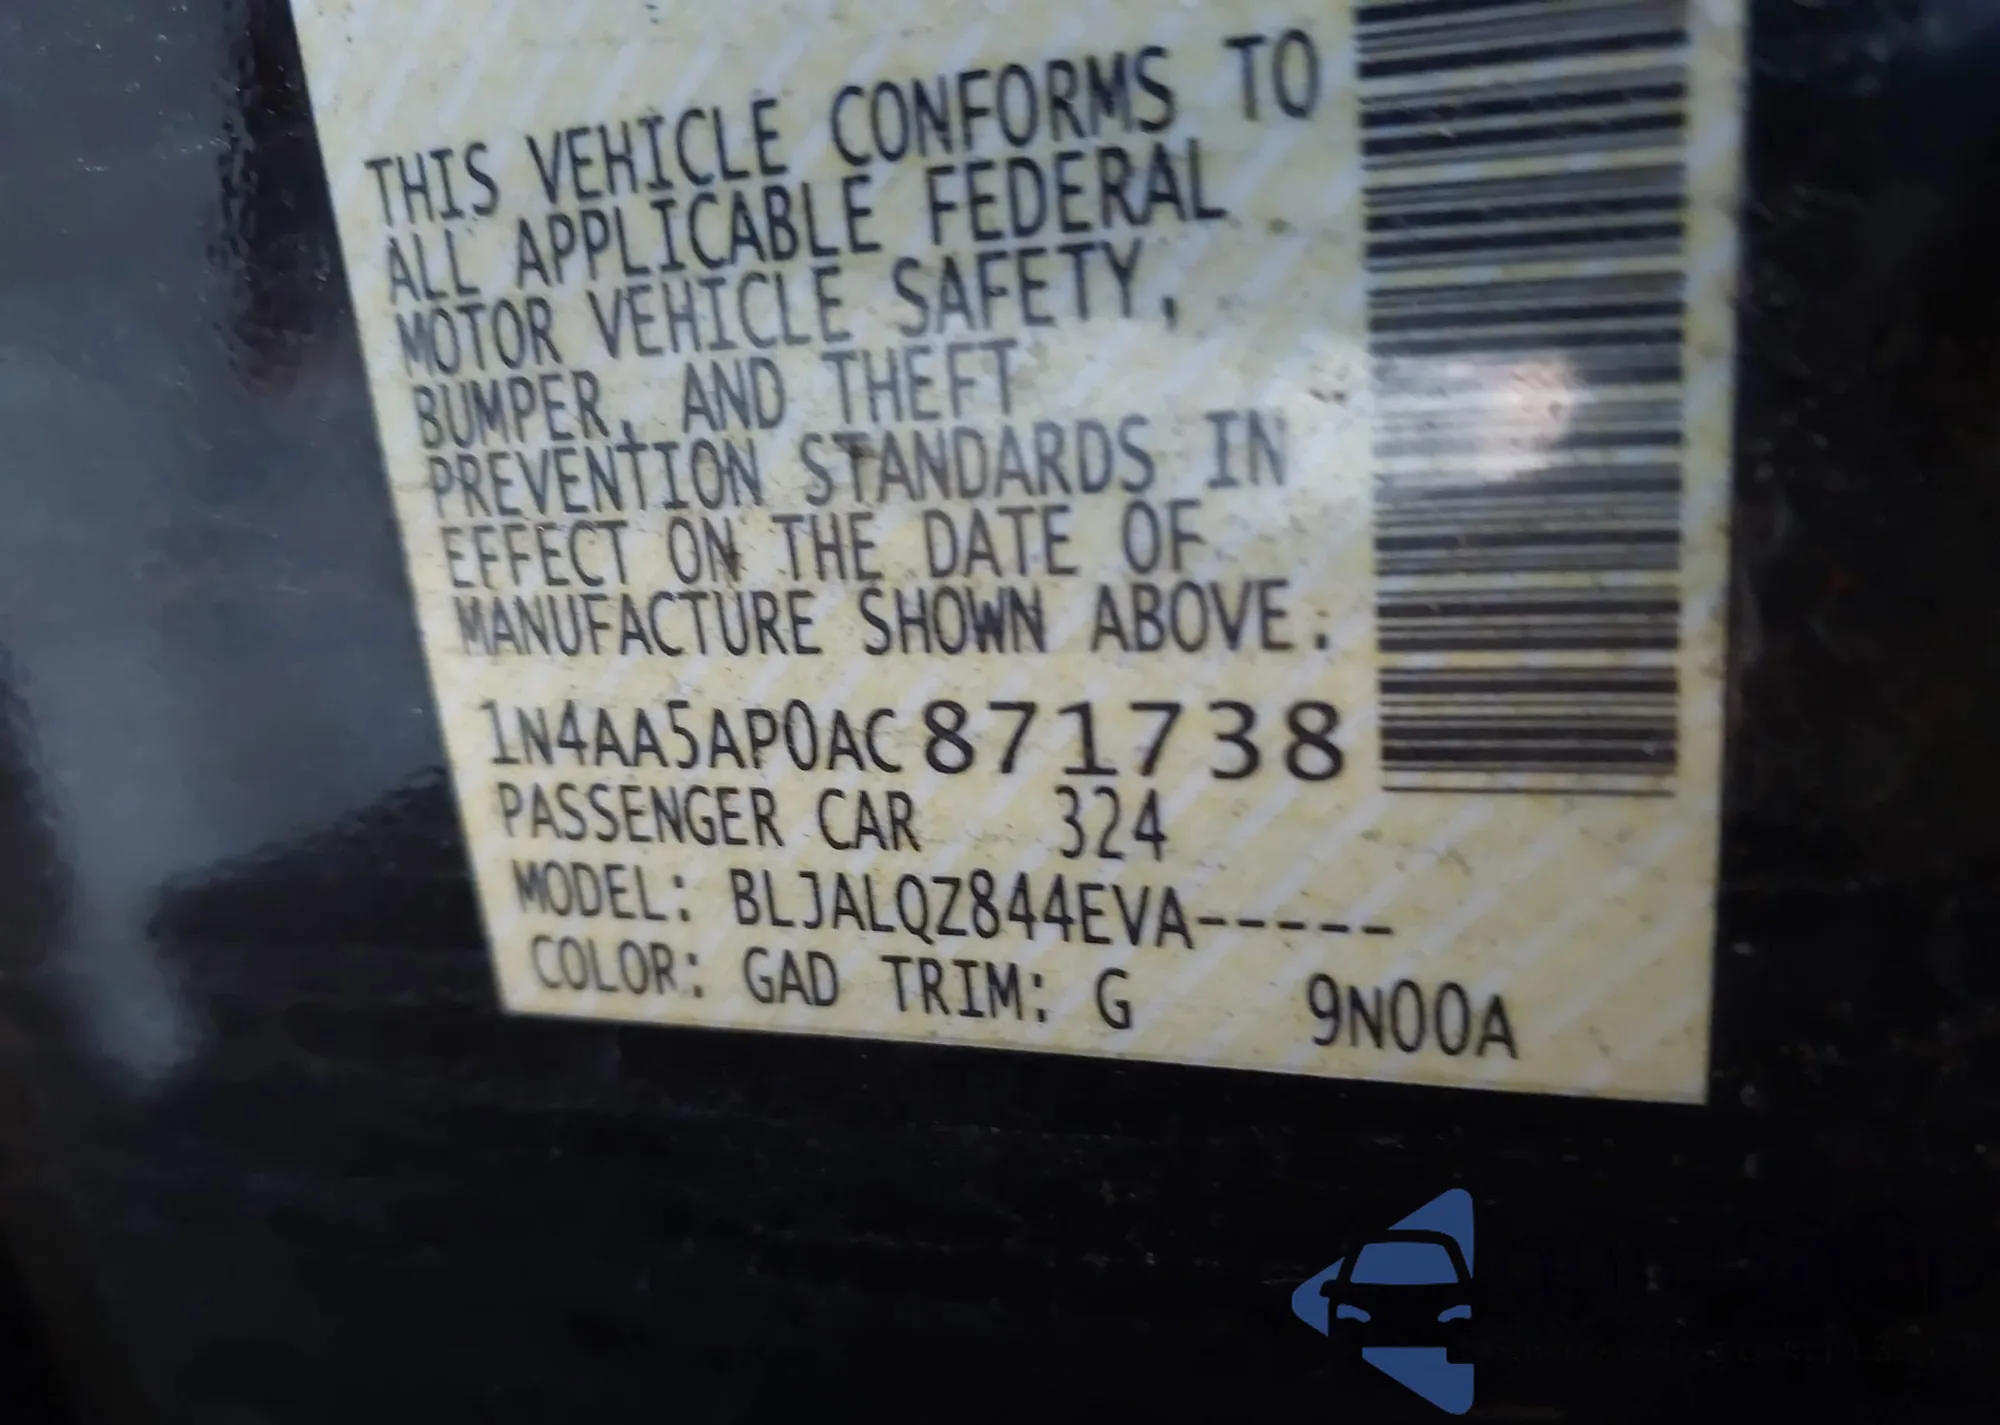 THIS VEHICLE CONFORMS TO
ALL APPLICABLE FEDERAL
MOTOR VEHICLE SAFETY,
BUMPER, AND THEFT
PREVENTION STANDARDS IN
EFFECT ON THE DATE OF
MANUFACTURE SHOWN ABOVE.
1N4AA5AP0AC871738
PASSENGER CAR 324
MODEL: BLJALQZ844EVA-----
COLOR: GAD TRIM: G 9N00A